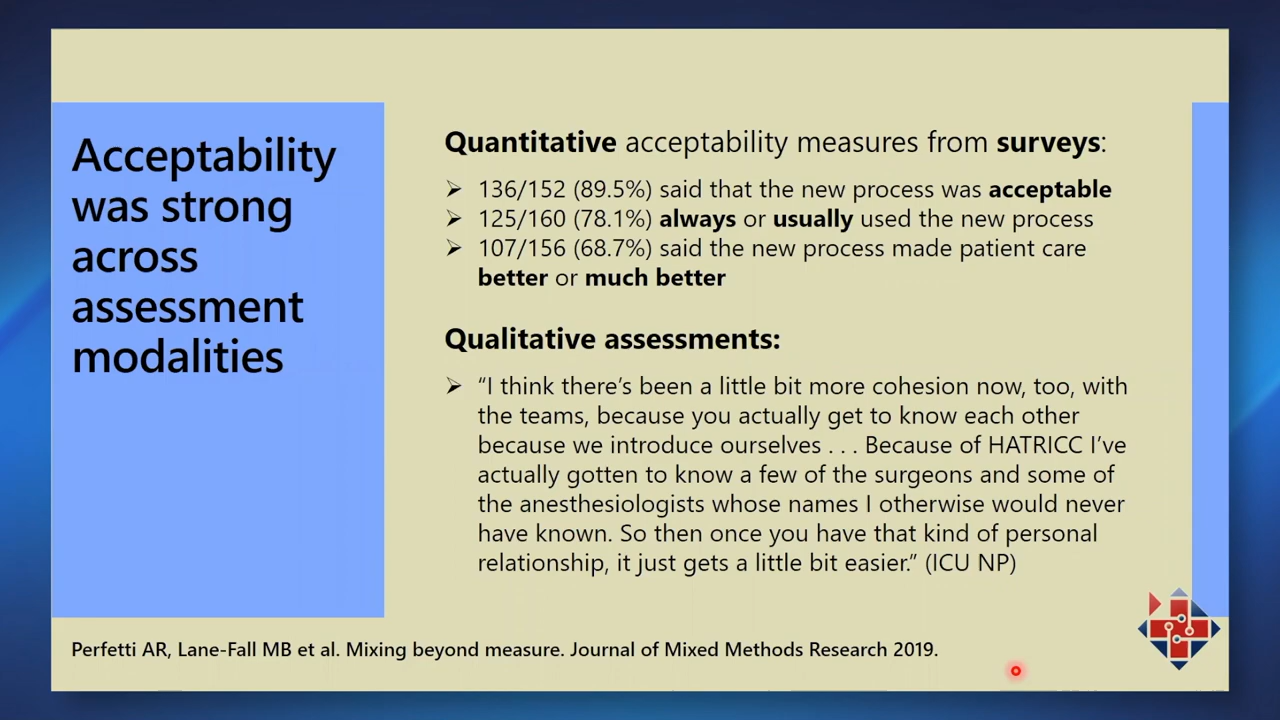 Acceptability
was strong
across
assessment
modalities
Quantitative acceptability measures from surveys:
➢ 136/152 (89.5%) said that the new process was acceptable
➢ 125/160 (78.1%) always or usually used the new process
➢ 107/156 (68.7%) said the new process made patient care
better or much better
Qualitative assessments:
➢ “I think there’s been a little bit more cohesion now, too, with
the teams, because you actually get to know each other
because we introduce ourselves . . . Because of HATRICC I’ve
actually gotten to know a few of the surgeons and some of
the anesthesiologists whose names I otherwise would never
have known. So then once you have that kind of personal
relationship, it just gets a little bit easier.” (ICU NP)
Perfetti AR, Lane-Fall MB et al. Mixing beyond measure. Journal of Mixed Methods Research 2019.